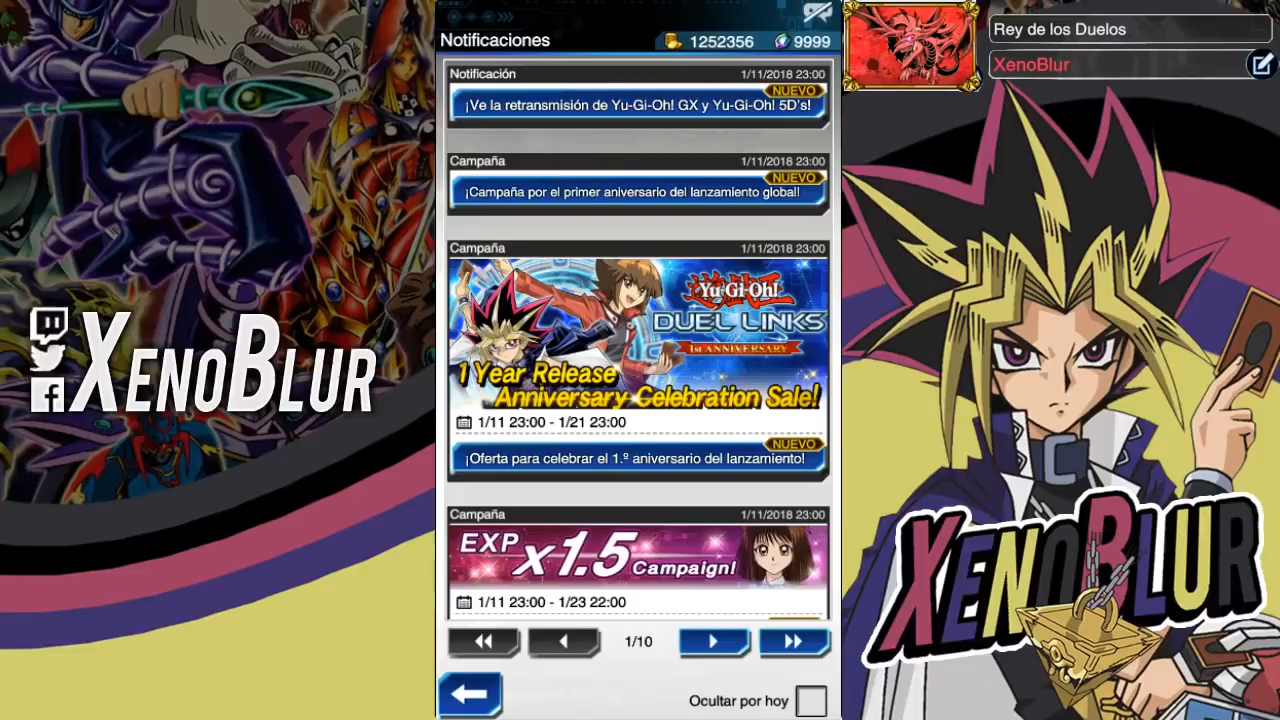 Notificaciones
1252356
9999
Notificación
1/11/2018 23:00
NUEVO
¡Ve la retransmisión de Yu-Gi-Oh! GX y Yu-Gi-Oh! 5D's!
Campaña
1/11/2018 23:00
NUEVO
¡Campaña por el primer aniversario del lanzamiento global!
Campaña
1/11/2018 23:00
Yu-Gi-Oh!
DUEL LINKS
1st ANNIVERSARY
1 Year Release
Anniversary Celebration Sale!
1/11 23:00 - 1/21 23:00
NUEVO
¡Oferta para celebrar el 1.º aniversario del lanzamiento!
Campaña
1/11/2018 23:00
EXP x1.5 Campaign!
1/11 23:00 - 1/23 22:00
1/10
Ocultar por hoy
XENOBLUR
Rey de los Duelos
XenoBlur
XENOBLUR